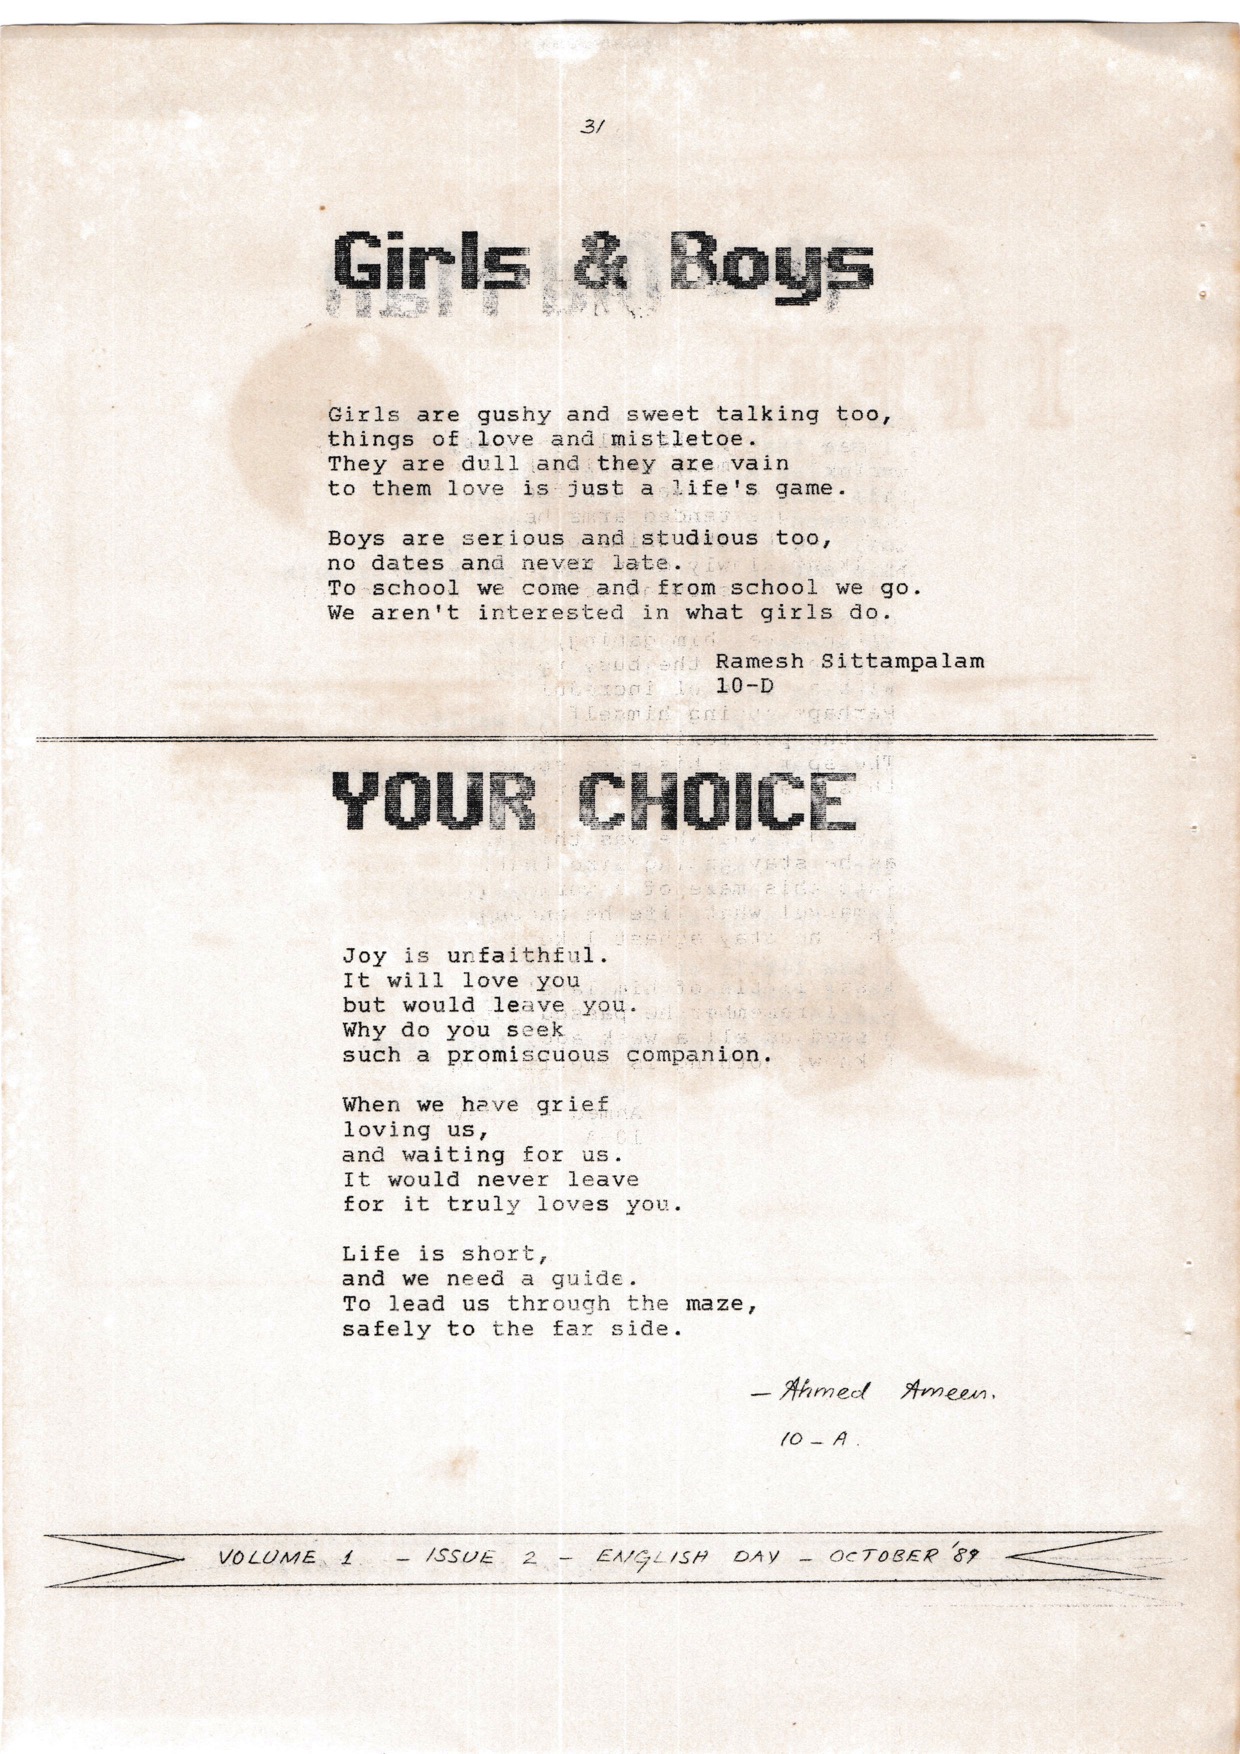 31
Girls & Boys
Girls are gushy and sweet talking too,
things of love and mistletoe.
They are dull and they are vain
to them love is just a life's game.
Boys are serious and studious too,
no dates and never late.
To school we come and from school we go.
We aren't interested in what girls do.
Ramesh Sittampalam
10-D
YOUR CHOICE
Joy is unfaithful.
It will love you
but would leave you.
Why do you seek
such a promiscuous companion.
When we have grief
loving us,
and waiting for us.
It would never leave
for it truly loves you.
Life is short,
and we need a guide.
To lead us through the maze,
safely to the far side.
- Ahmed Ameen.
10 - A.
VOLUME 1 - ISSUE 2 - ENGLISH DAY - OCTOBER '89